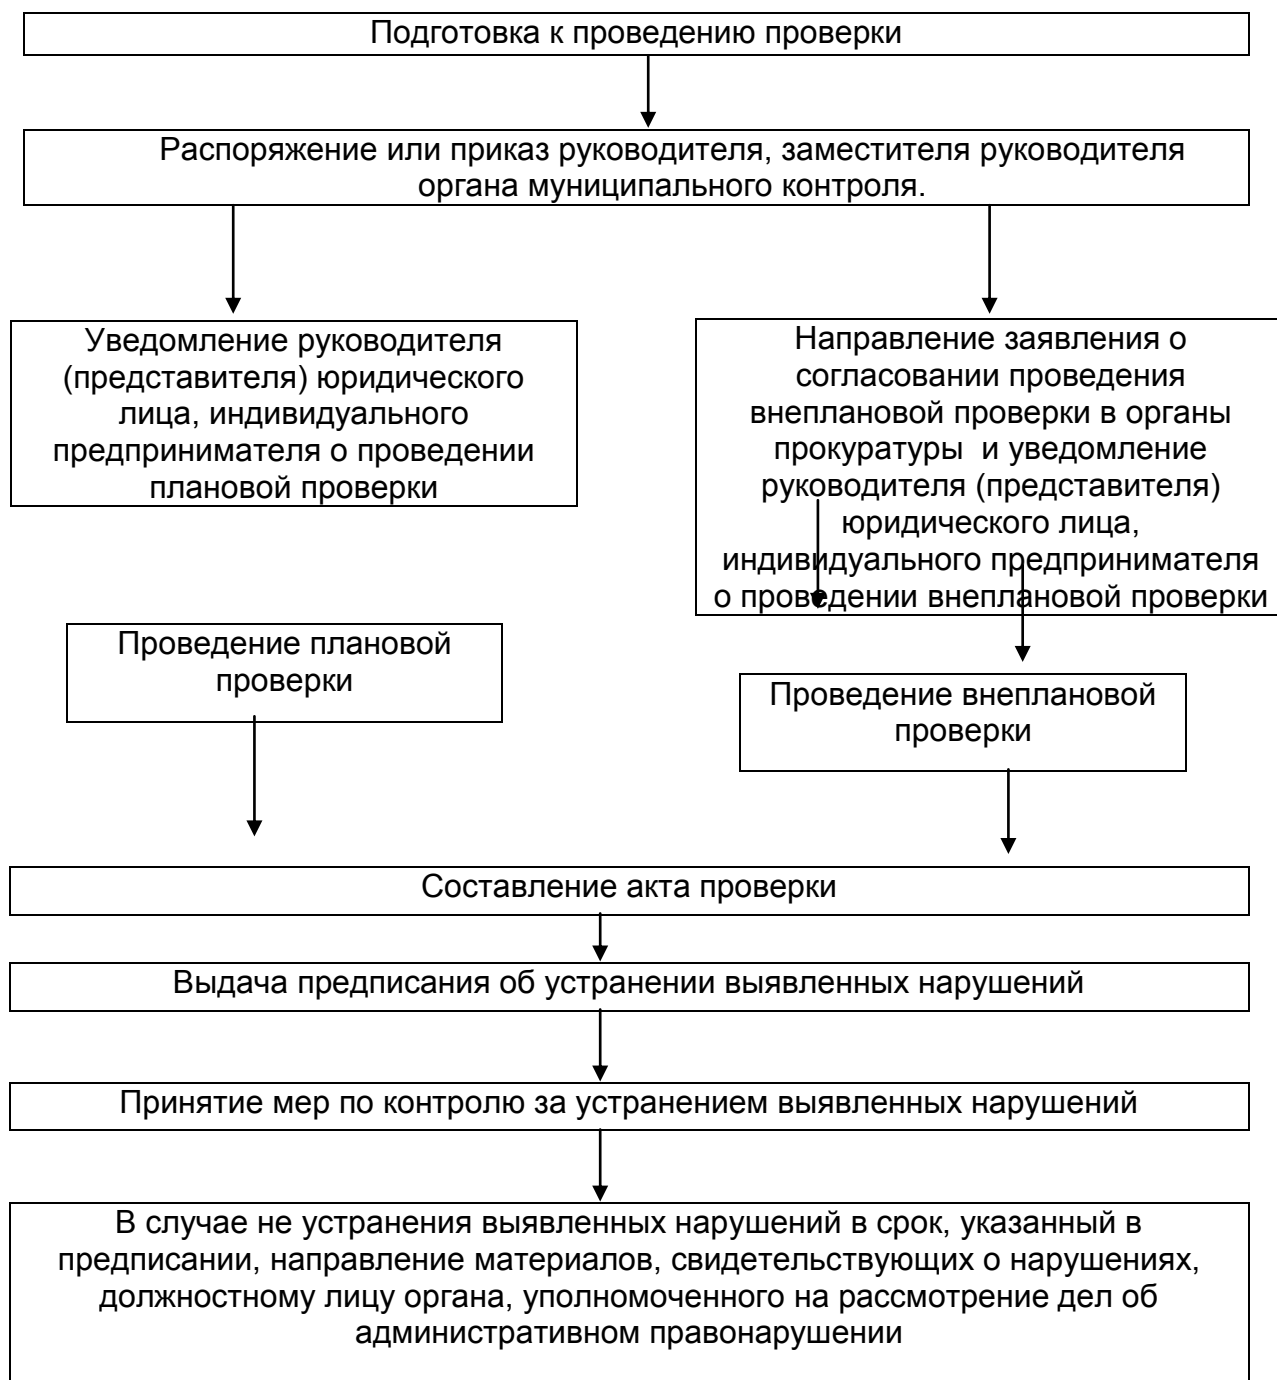 Подготовка к проведению проверки
Распоряжение или приказ руководителя, заместителя руководителя
органа муниципального контроля.
Уведомление руководителя
(представителя) юридического
лица, индивидуального
предпринимателя о проведении
плановой проверки
Направление заявления о
согласовании проведения
внеплановой проверки в органы
прокуратуры и уведомление
руководителя (представителя)
юридического лица,
индивидуального предпринимателя
о проведении внеплановой проверки
Проведение плановой
проверки
Проведение внеплановой
проверки
Составление акта проверки
Выдача предписания об устранении выявленных нарушений
Принятие мер по контролю за устранением выявленных нарушений
В случае не устранения выявленных нарушений в срок, указанный в
предписании, направление материалов, свидетельствующих о нарушениях,
должностному лицу органа, уполномоченного на рассмотрение дел об
административном правонарушении